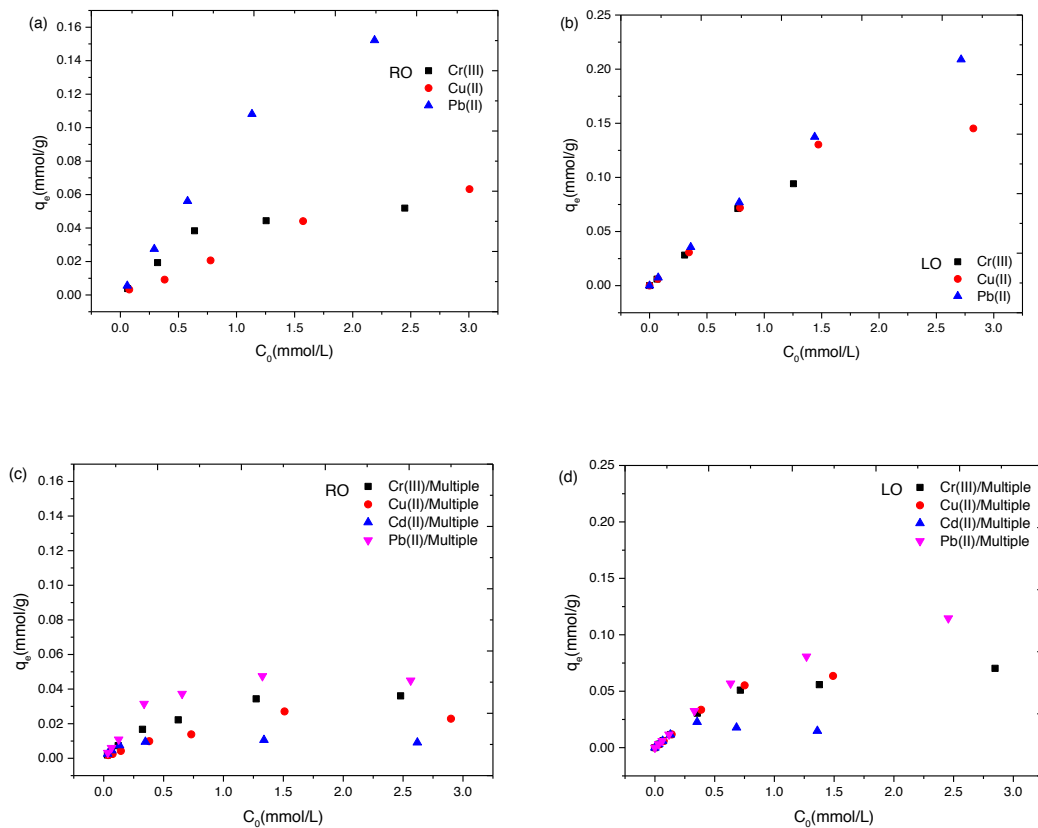 (a)
0.16
0.14
0.12
0.10
0.08
0.06
0.04
0.02
0.00
qe(mmol/g)
RO
Cr(III)
Cu(II)
Pb(II)
0.0 0.5 1.0 1.5 2.0 2.5 3.0
C0(mmol/L)
(b)
0.25
0.20
0.15
0.10
0.05
0.00
qe(mmol/g)
LO
Cr(III)
Cu(II)
Pb(II)
0.0 0.5 1.0 1.5 2.0 2.5 3.0
C0(mmol/L)
(c)
0.16
0.14
0.12
0.10
0.08
0.06
0.04
0.02
0.00
qe(mmol/g)
RO
Cr(III)/Multiple
Cu(II)/Multiple
Cd(II)/Multiple
Pb(II)/Multiple
0.0 0.5 1.0 1.5 2.0 2.5 3.0
C0(mmol/L)
(d)
0.25
0.20
0.15
0.10
0.05
0.00
qe(mmol/g)
LO
Cr(III)/Multiple
Cu(II)/Multiple
Cd(II)/Multiple
Pb(II)/Multiple
0.0 0.5 1.0 1.5 2.0 2.5 3.0
C0(mmol/L)